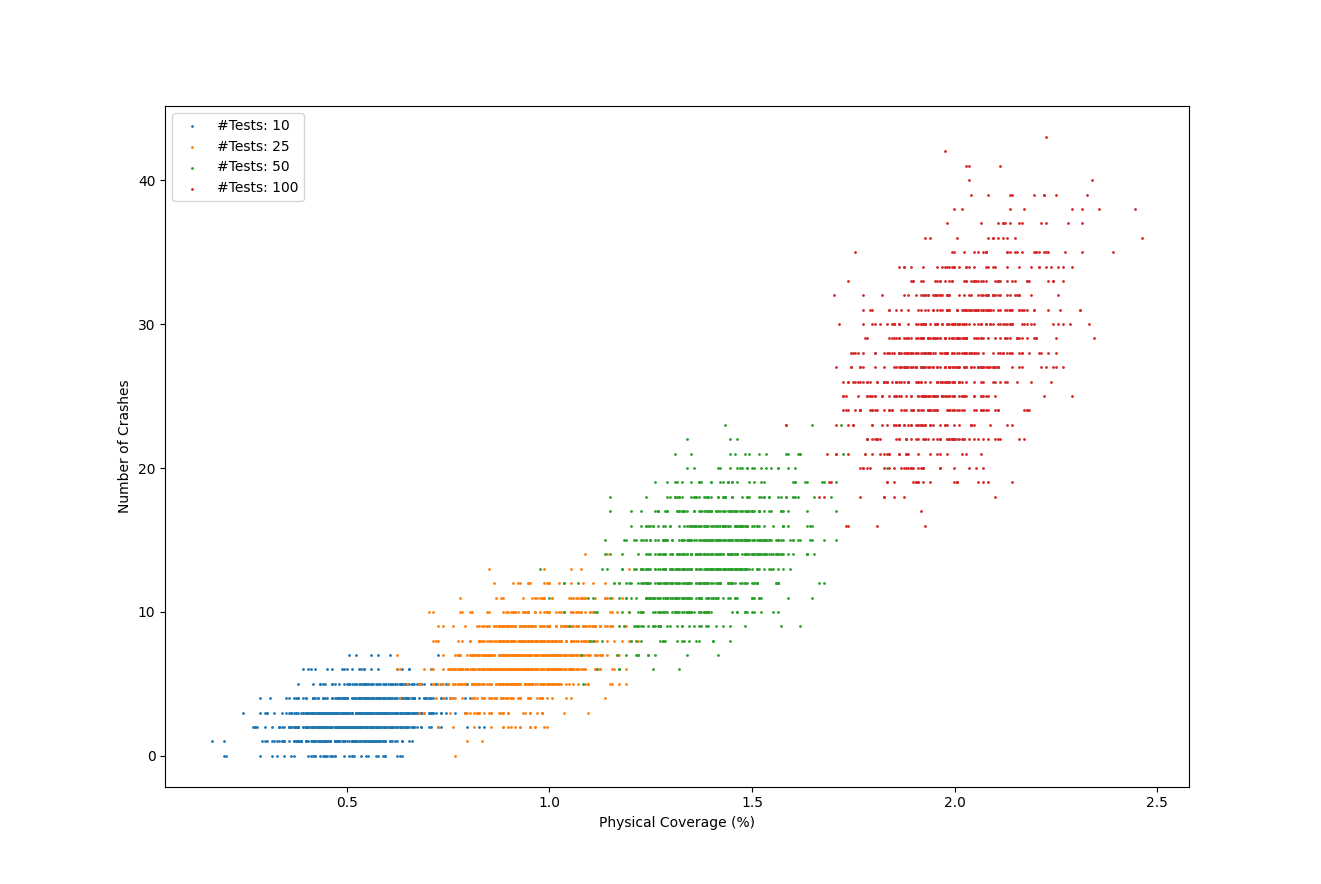 #Tests: 10
#Tests: 25
#Tests: 50
#Tests: 100
40
30
20
10
0
Number of Crashes
0.5 1.0 1.5 2.0 2.5
Physical Coverage (%)